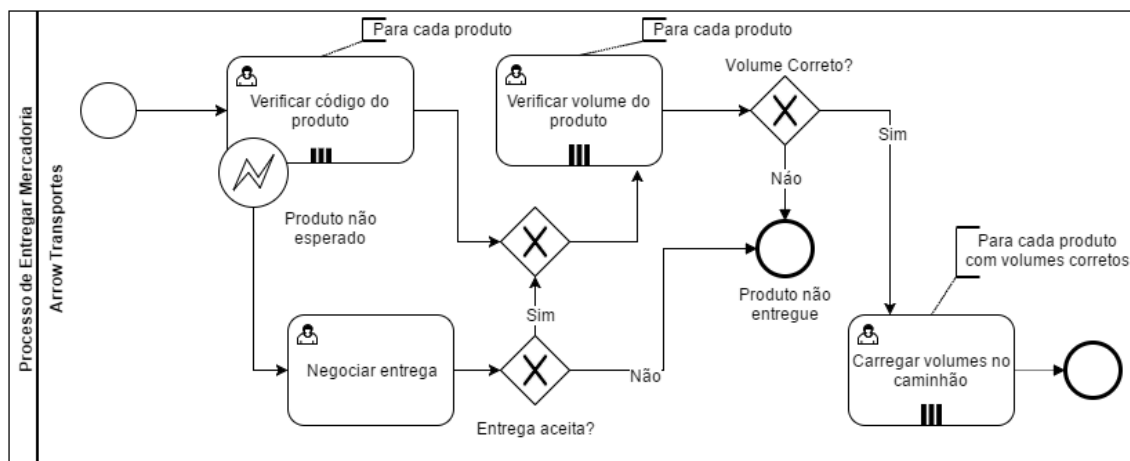 Processo de Entregar Mercadoria
Arrow Transportes
Para cada produto
Verificar código do
produto
Produto não
esperado
Para cada produto
Verificar volume do
produto
Volume Correto?
Sim
Náo
Produto não
entregue
Negociar entrega
Sim
Não
Entrega aceita?
Para cada produto
com volumes corretos
Carregar volumes no
caminhão